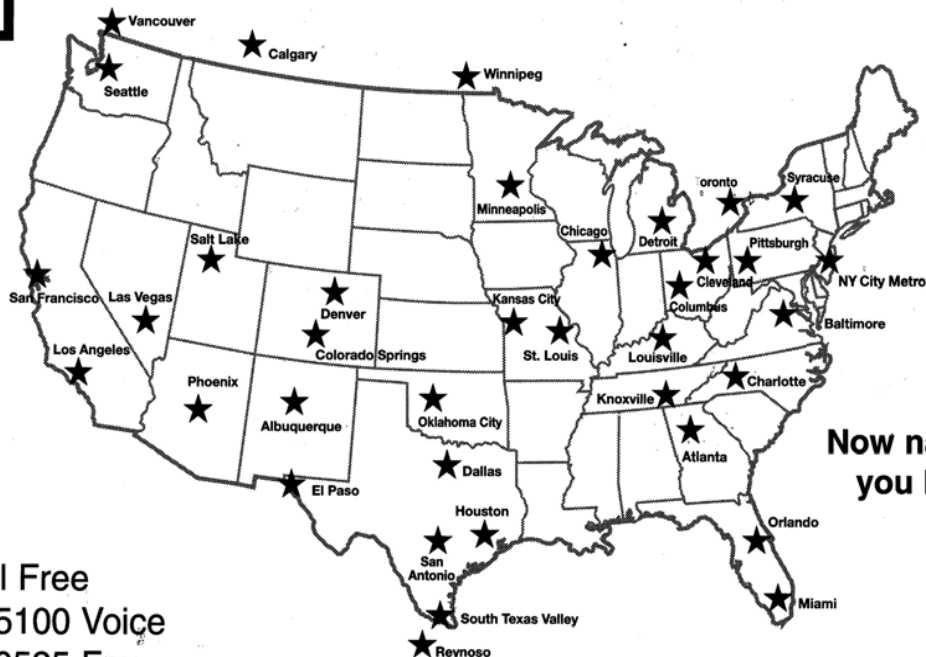 Vancouver
Calgary
Winnipeg
Seattle
Minneapolis
oronto
Syracuse
Chicago
Detroit
Pittsburgh
Salt Lake
Cleveland
NY City Metro
San Francisco
Las Vegas
Denver
Kansas City
Columbus
Baltimore
Los Angeles
Colorado Springs
St. Louis
Louisville
Phoenix
Albuquerque
Oklahoma City
Knoxville
Charlotte
Atlanta
Dallas
El Paso
Houston
San
Antonio
Orlando
Miami
South Texas Valley
Reynoso
Now na
you
l Free
5100 Voice